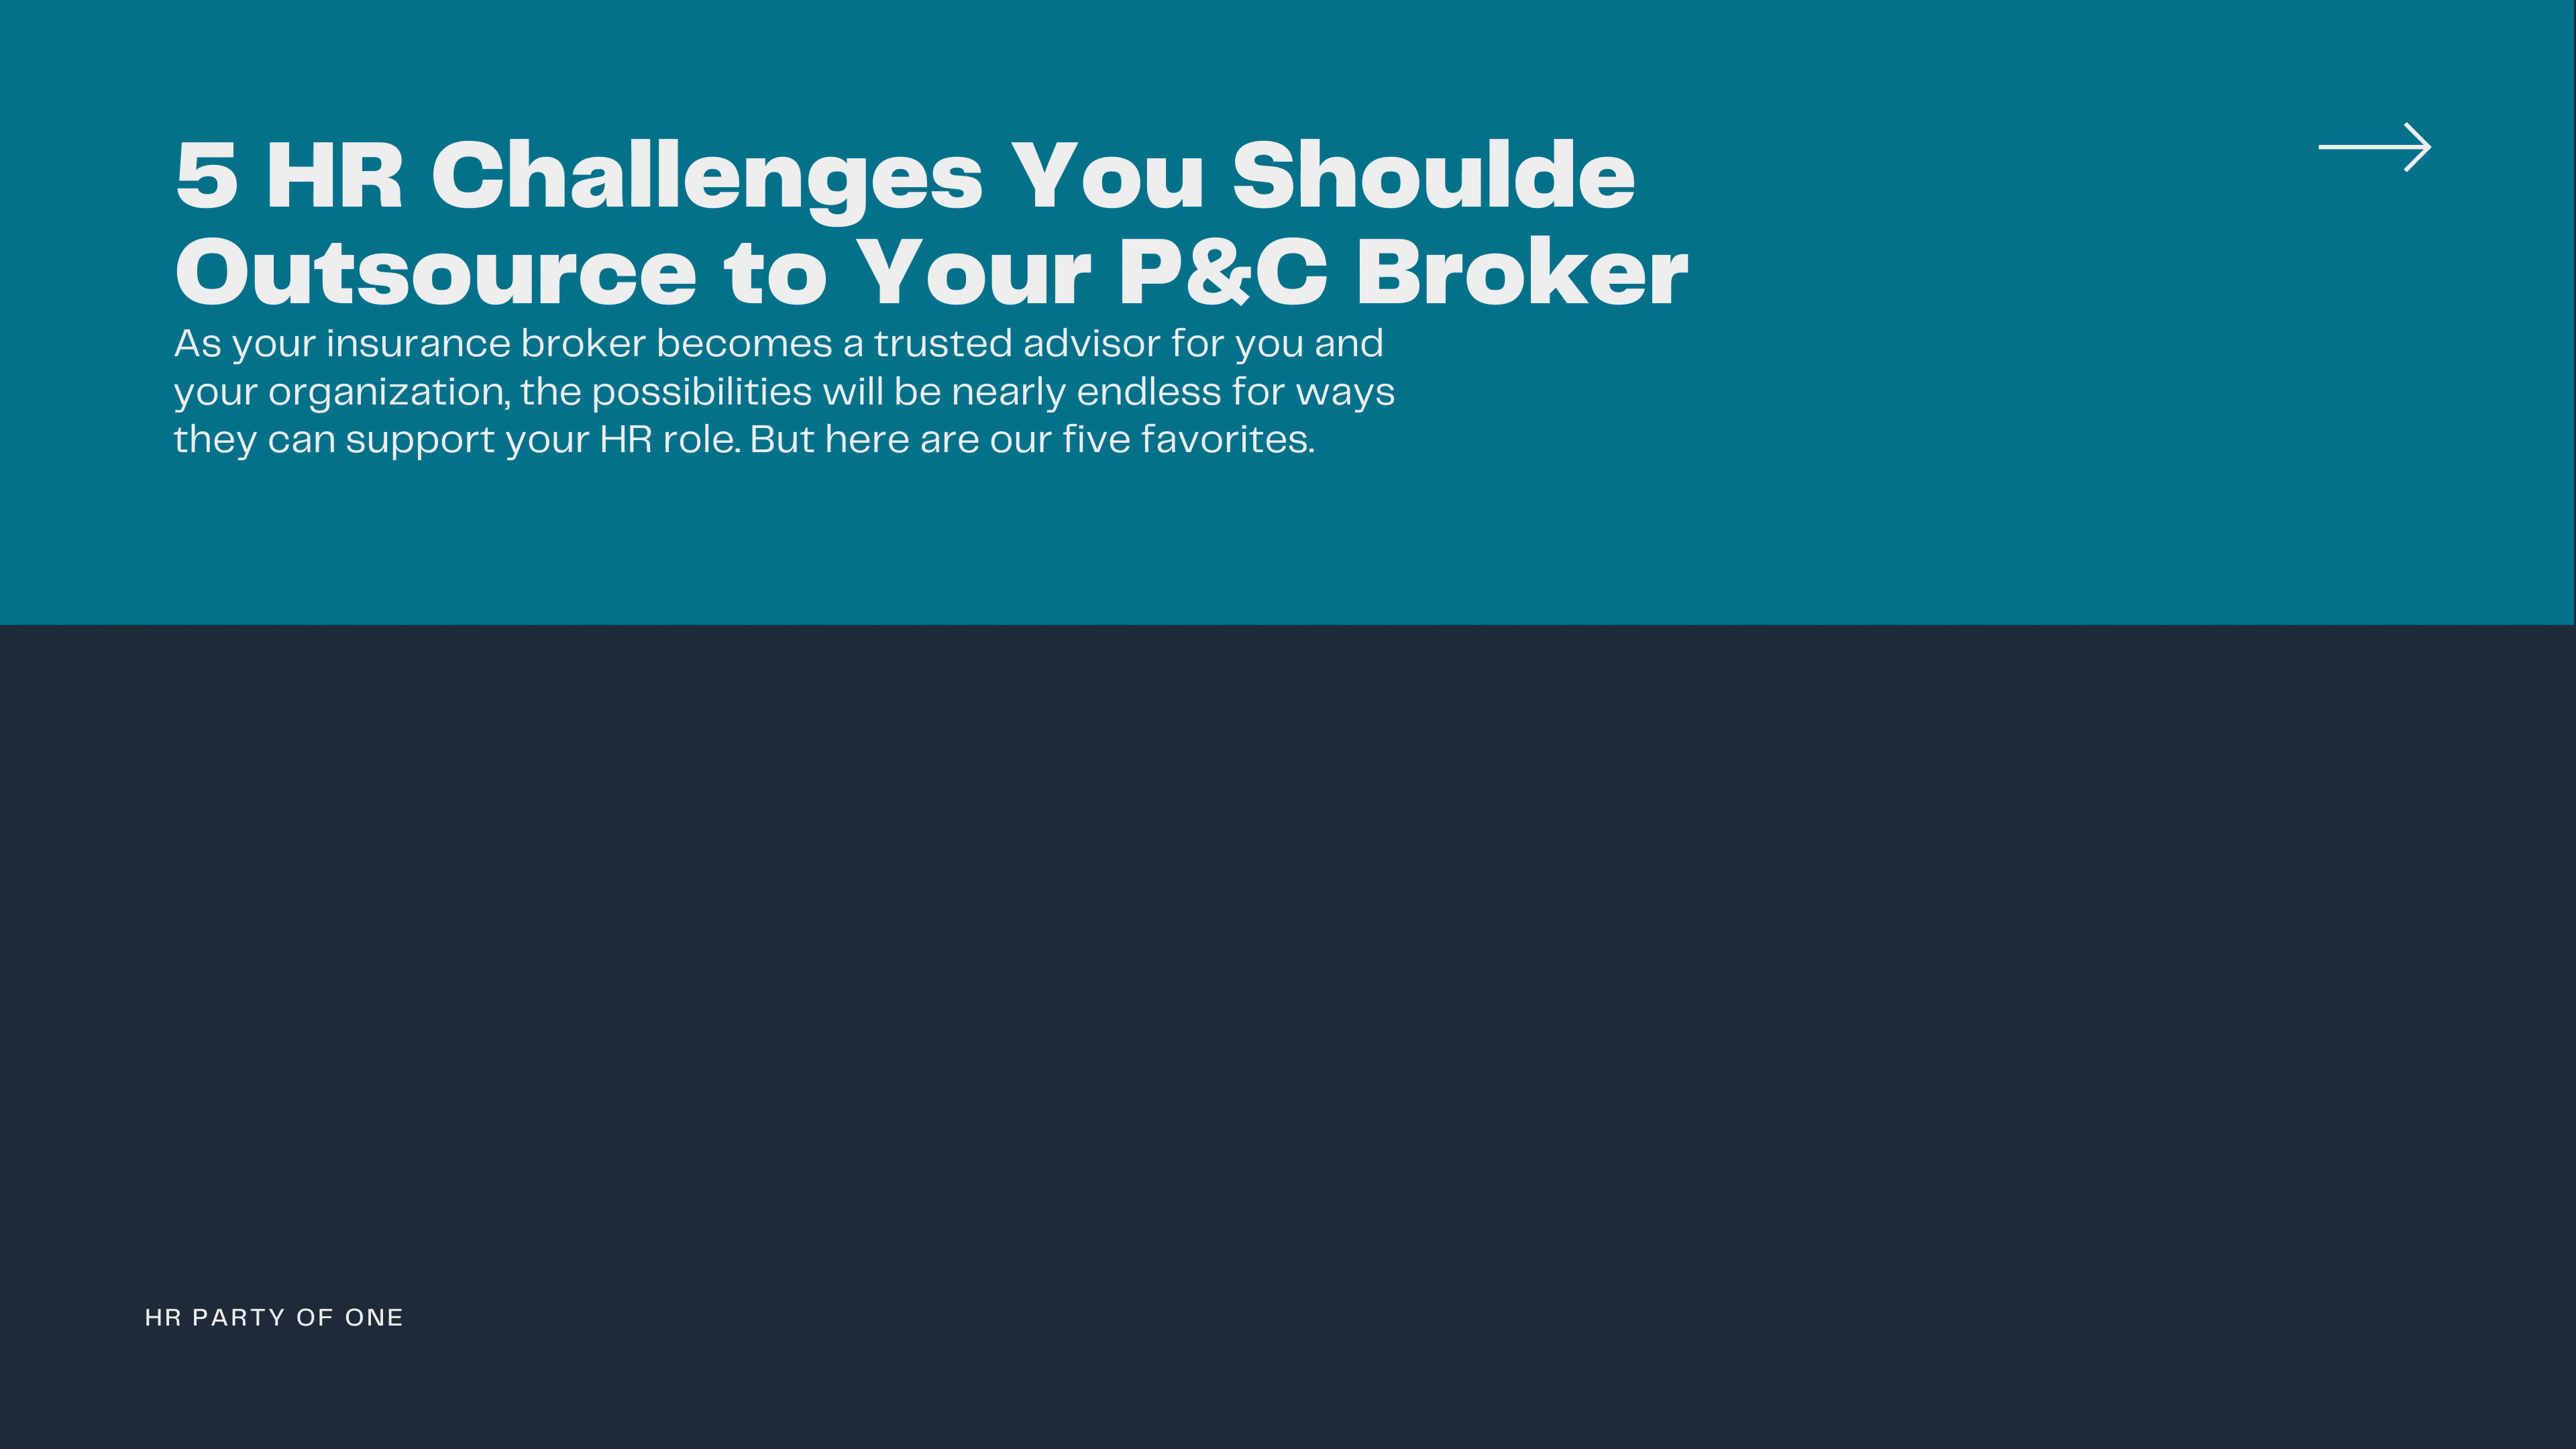 5 HR Challenges You Shoulde
Outsource to Your P&C Broker
As your insurance broker becomes a trusted advisor for you and
your organization, the possibilities will be nearly endless for ways
they can support your HR role. But here are our five favorites.
HR PARTY OF ONE